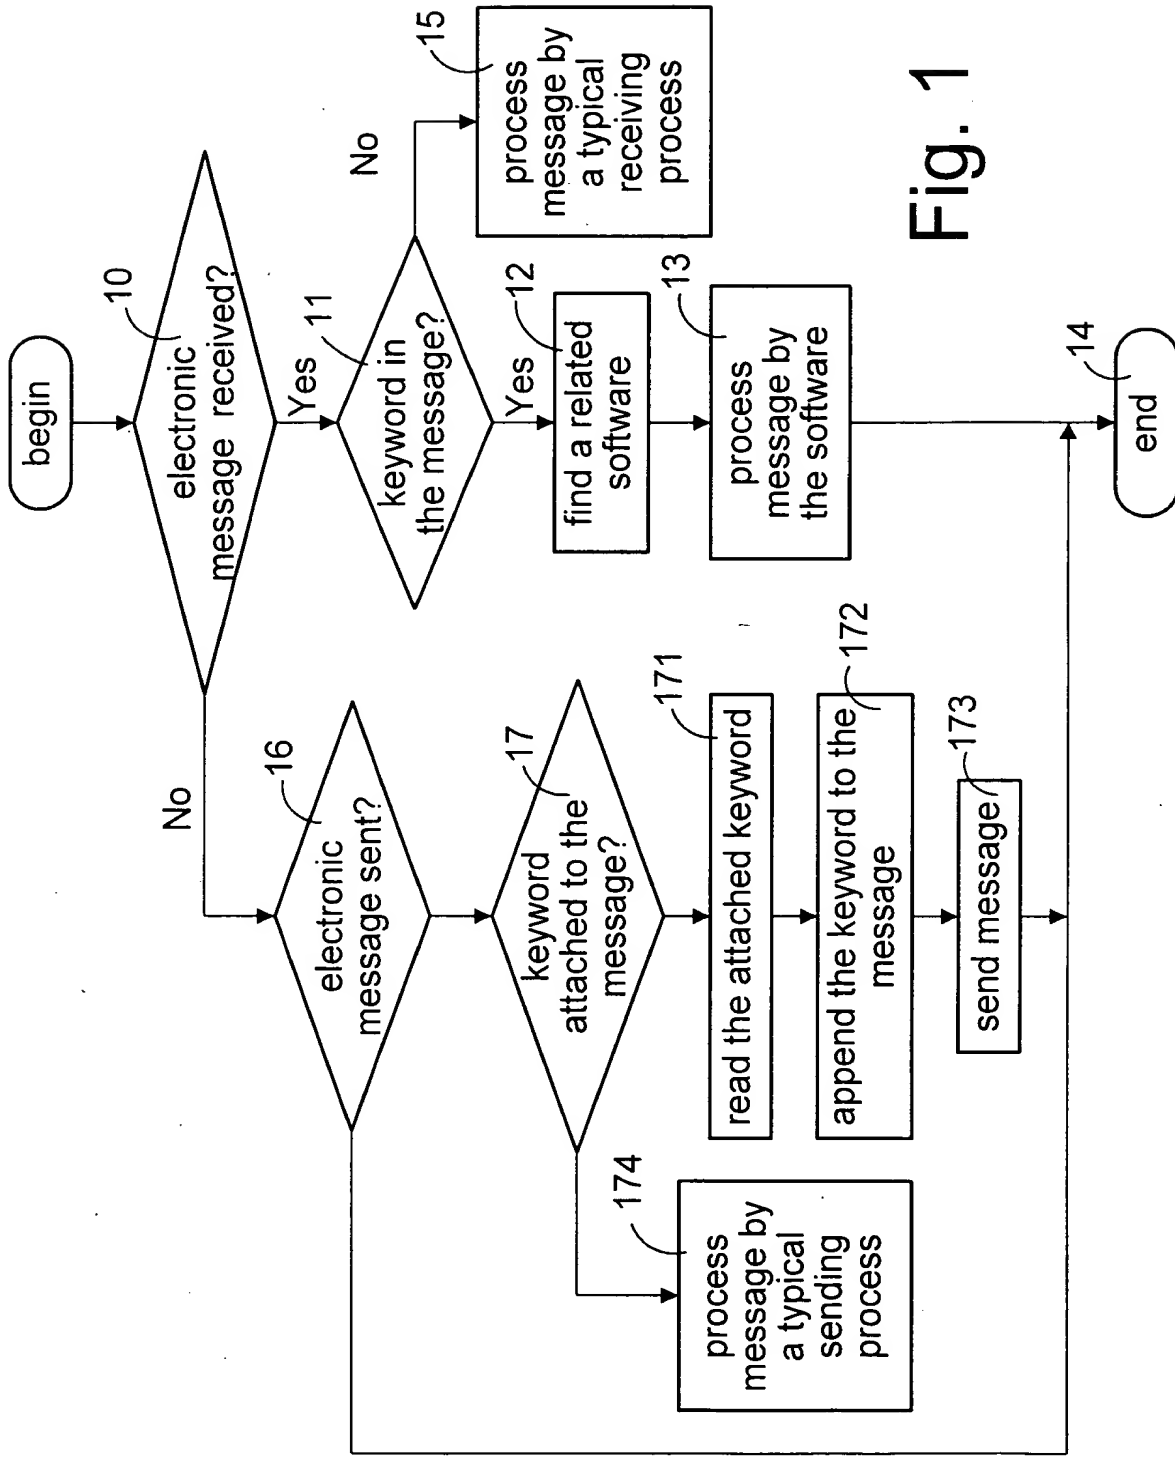 begin
10
electronic
message received?
No
Yes
11
keyword in
the message?
No
Yes
15
process
message by
a typical
receiving
process
12
find a related
software
13
process
message by
the software
16
electronic
message sent?
17
keyword
attached to the
message?
171
read the attached keyword
172
append the keyword to the
message
173
send message
174
process
message by
a typical
sending
process
14
end
Fig. 1